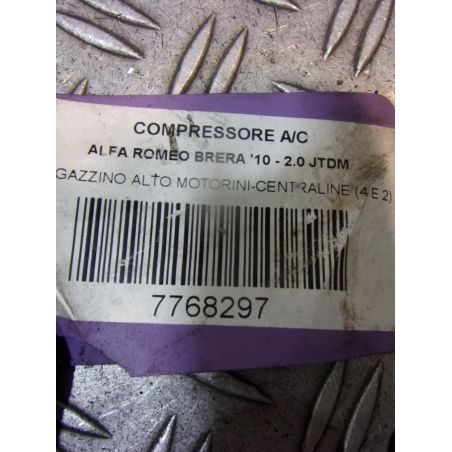 COMPRESSORE A/C
ALFA ROMEO BRERA '10 - 2.0 JTDM
GAZZINO ALTO MOTORINI-CENTRALINE (4 E 2)
7768297